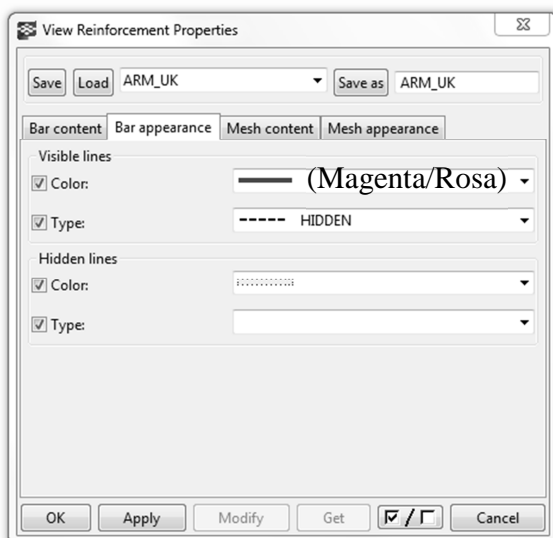 View Reinforcement Properties
Save Load ARM_UK Save as ARM_UK
Bar content Bar appearance Mesh content Mesh appearance
Visible lines
Color: (Magenta/Rosa)
Type: HIDDEN
Hidden lines
Color:
Type:
OK Apply Modify Get / Cancel